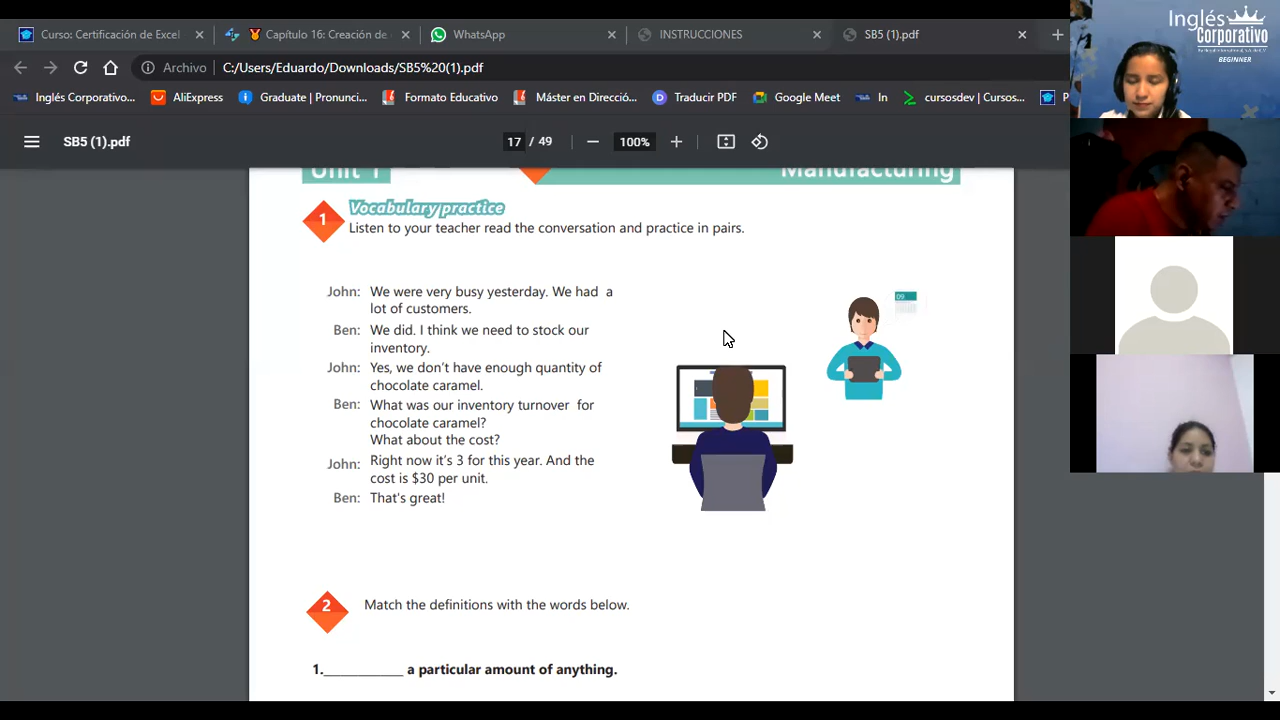 Curso: Certificación de Excel
Capítulo 16: Creación de
WhatsApp
INSTRUCCIONES
SB5 (1).pdf
Archivo
C:/Users/Eduardo/Downloads/SB5%20(1).pdf
Inglés Corporativo...
AliExpress
Graduate | Pronunci...
Formato Educativo
Máster en Direcció...
Traducir PDF
Google Meet
In
cursosdev | Cursos...
P
SB5 (1).pdf
17 / 49
100%
Unit 1
Manufacturing
1
Vocabulary practice
Listen to your teacher read the conversation and practice in pairs.
John: We were very busy yesterday. We had a
lot of customers.
Ben: We did. I think we need to stock our
inventory.
John: Yes, we don't have enough quantity of
chocolate caramel.
Ben: What was our inventory turnover for
chocolate caramel?
What about the cost?
John: Right now it's 3 for this year. And the
cost is $30 per unit.
Ben: That's great!
09
2
Match the definitions with the words below.
1.____________ a particular amount of anything.
Inglés
Corporativo
BEGINNER